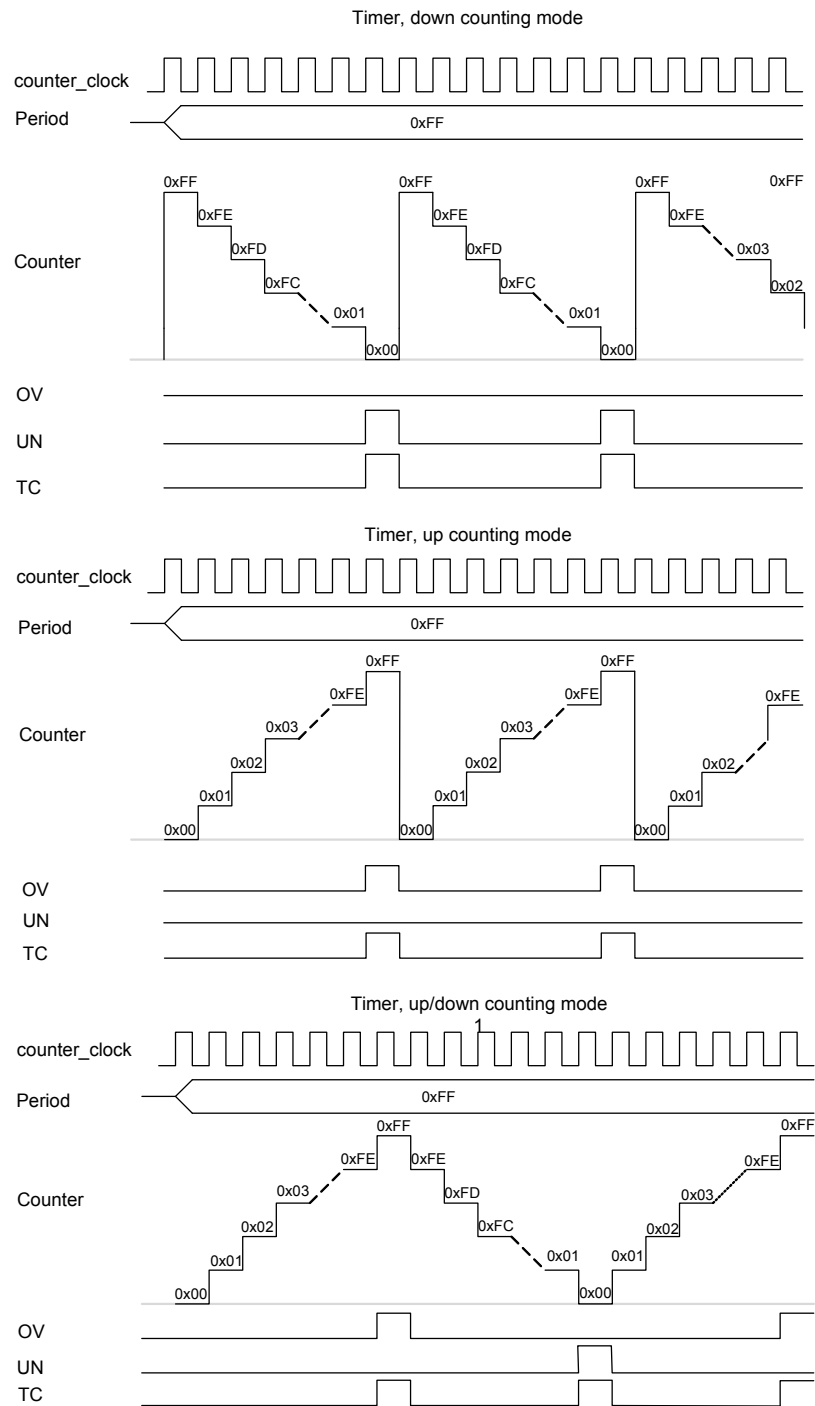 Timer, down counting mode
counter_clock
Period
0xFF
0xFF 0xFF 0xFF 0xFF
0xFE 0xFE 0xFE
0xFD 0xFD 0x03
Counter
0xFC 0xFC 0x02
0x01 0x01
0x00 0x00
OV
UN
TC
Timer, up counting mode
counter_clock
Period
0xFF
0xFF 0xFF
0xFE 0xFE 0xFE
0x03 0x03
Counter
0x02 0x02 0x02
0x01 0x01 0x01
0x00 0x00 0x00
OV
UN
TC
Timer, up/down counting mode
1
counter_clock
Period
0xFF
0xFF 0xFF
0xFE 0xFE 0xFE
0x03 0xFD 0x03
Counter
0x02 0xFC 0x02
0x01 0x01 0x01
0x00 0x00
OV
UN
TC